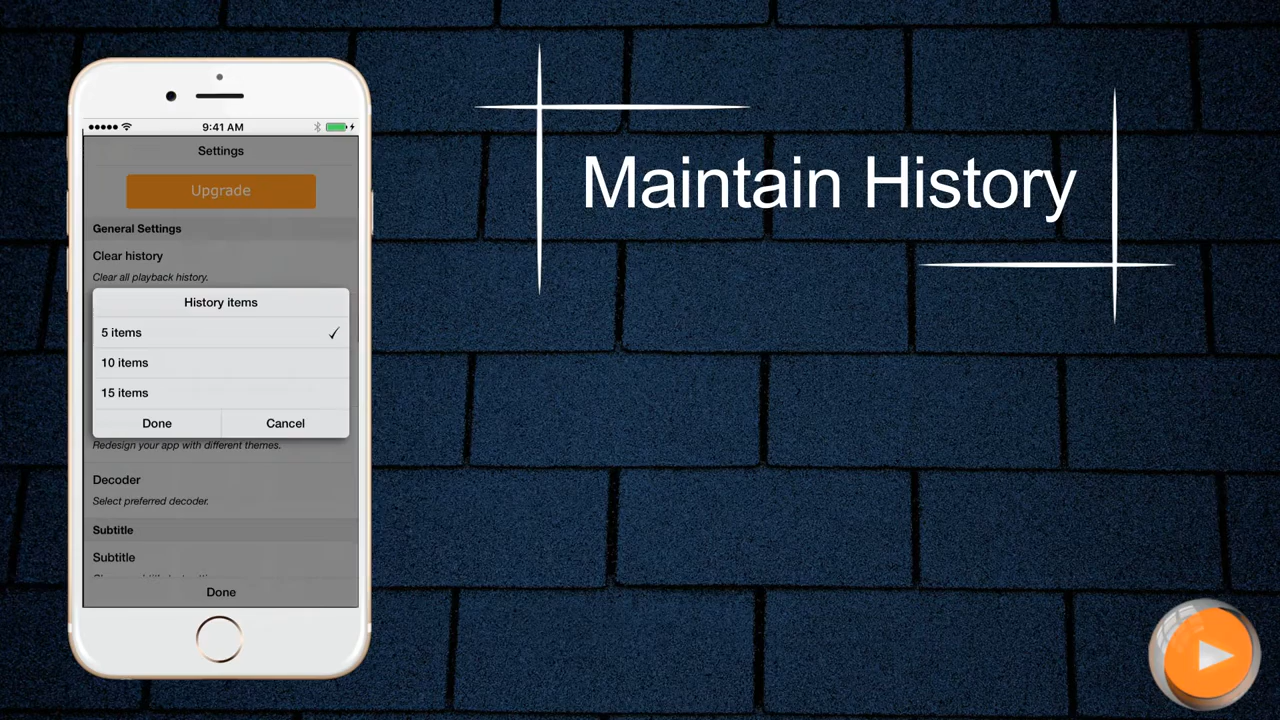 Maintain History
9:41 AM
Settings
Upgrade
General Settings
Clear history
Clear all playback history.
History items
5 items
10 items
15 items
Done Cancel
Redesign your app with different themes.
Decoder
Select preferred decoder.
Subtitle
Subtitle
Done